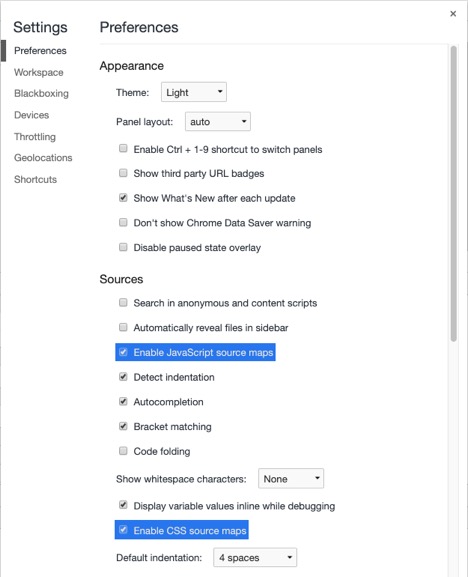 Settings
Preferences
Workspace
Blackboxing
Devices
Throttling
Geolocations
Shortcuts
Preferences
Appearance
Theme: Light
Panel layout: auto
Enable Ctrl + 1-9 shortcut to switch panels
Show third party URL badges
Show What's New after each update
Don't show Chrome Data Saver warning
Disable paused state overlay
Sources
Search in anonymous and content scripts
Automatically reveal files in sidebar
Enable JavaScript source maps
Detect indentation
Autocompletion
Bracket matching
Code folding
Show whitespace characters: None
Display variable values inline while debugging
Enable CSS source maps
Default indentation: 4 spaces